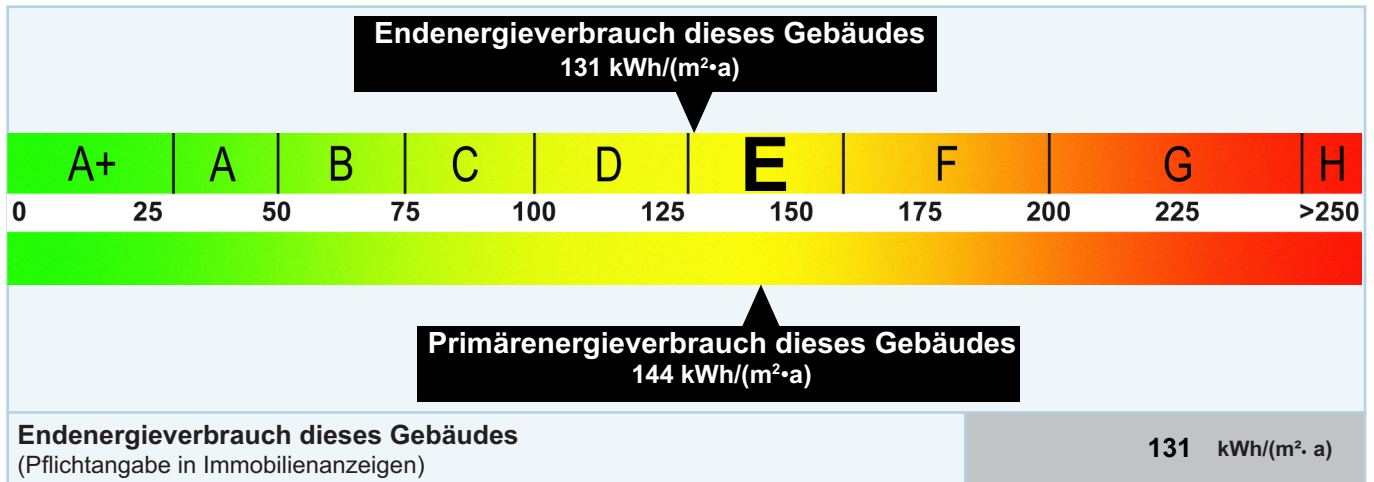 Endenergieverbrauch dieses Gebäudes
131 kWh/(m²•a)
A+ A B C D E F G H
0 25 50 75 100 125 150 175 200 225 >250
Primärenergieverbrauch dieses Gebäudes
144 kWh/(m²•a)
Endenergieverbrauch dieses Gebäudes
(Pflichtangabe in Immobilienanzeigen)
131 kWh/(m²· a)